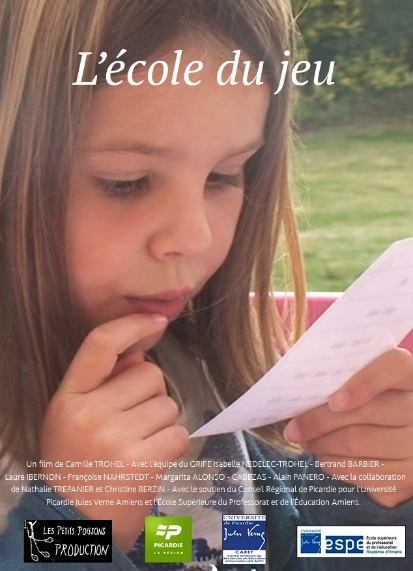 L'école du jeu
Un film de Camille TROHEL - Avec l'équipe du GRIFE Isabelle NEDELEC-TROHEL - Bertrand BARBIER -
Laure IBERNON - Françoise NAHRSTEDT - Margarita ALONSO - CABEZAS - Alain PANERO - Avec la collaboration
de Nathalie TREPANIER et Christine BERZIN - Avec le soutien du Conseil Régional de Picardie pour l'Université
Picardie Jules Verne Amiens et l'École Supérieure du Professorat et de l'Éducation Amiens.
LES PETITS POISSONS
PRODUCTION
PICARDIE
LA RÉGION
UNIVERSITÉ
de Picardie
Jules Verne
CAREF
espe
École supérieure
du professorat
et de l'éducation
Académie d'Amiens